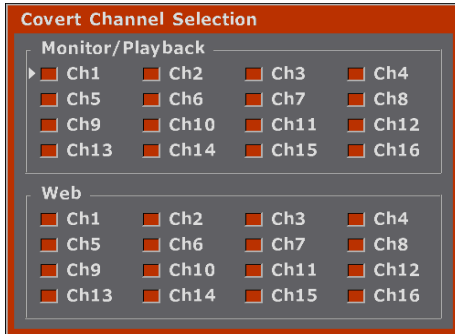 Covert Channel Selection
Monitor/Playback
Ch1 Ch2 Ch3 Ch4
Ch5 Ch6 Ch7 Ch8
Ch9 Ch10 Ch11 Ch12
Ch13 Ch14 Ch15 Ch16
Web
Ch1 Ch2 Ch3 Ch4
Ch5 Ch6 Ch7 Ch8
Ch9 Ch10 Ch11 Ch12
Ch13 Ch14 Ch15 Ch16